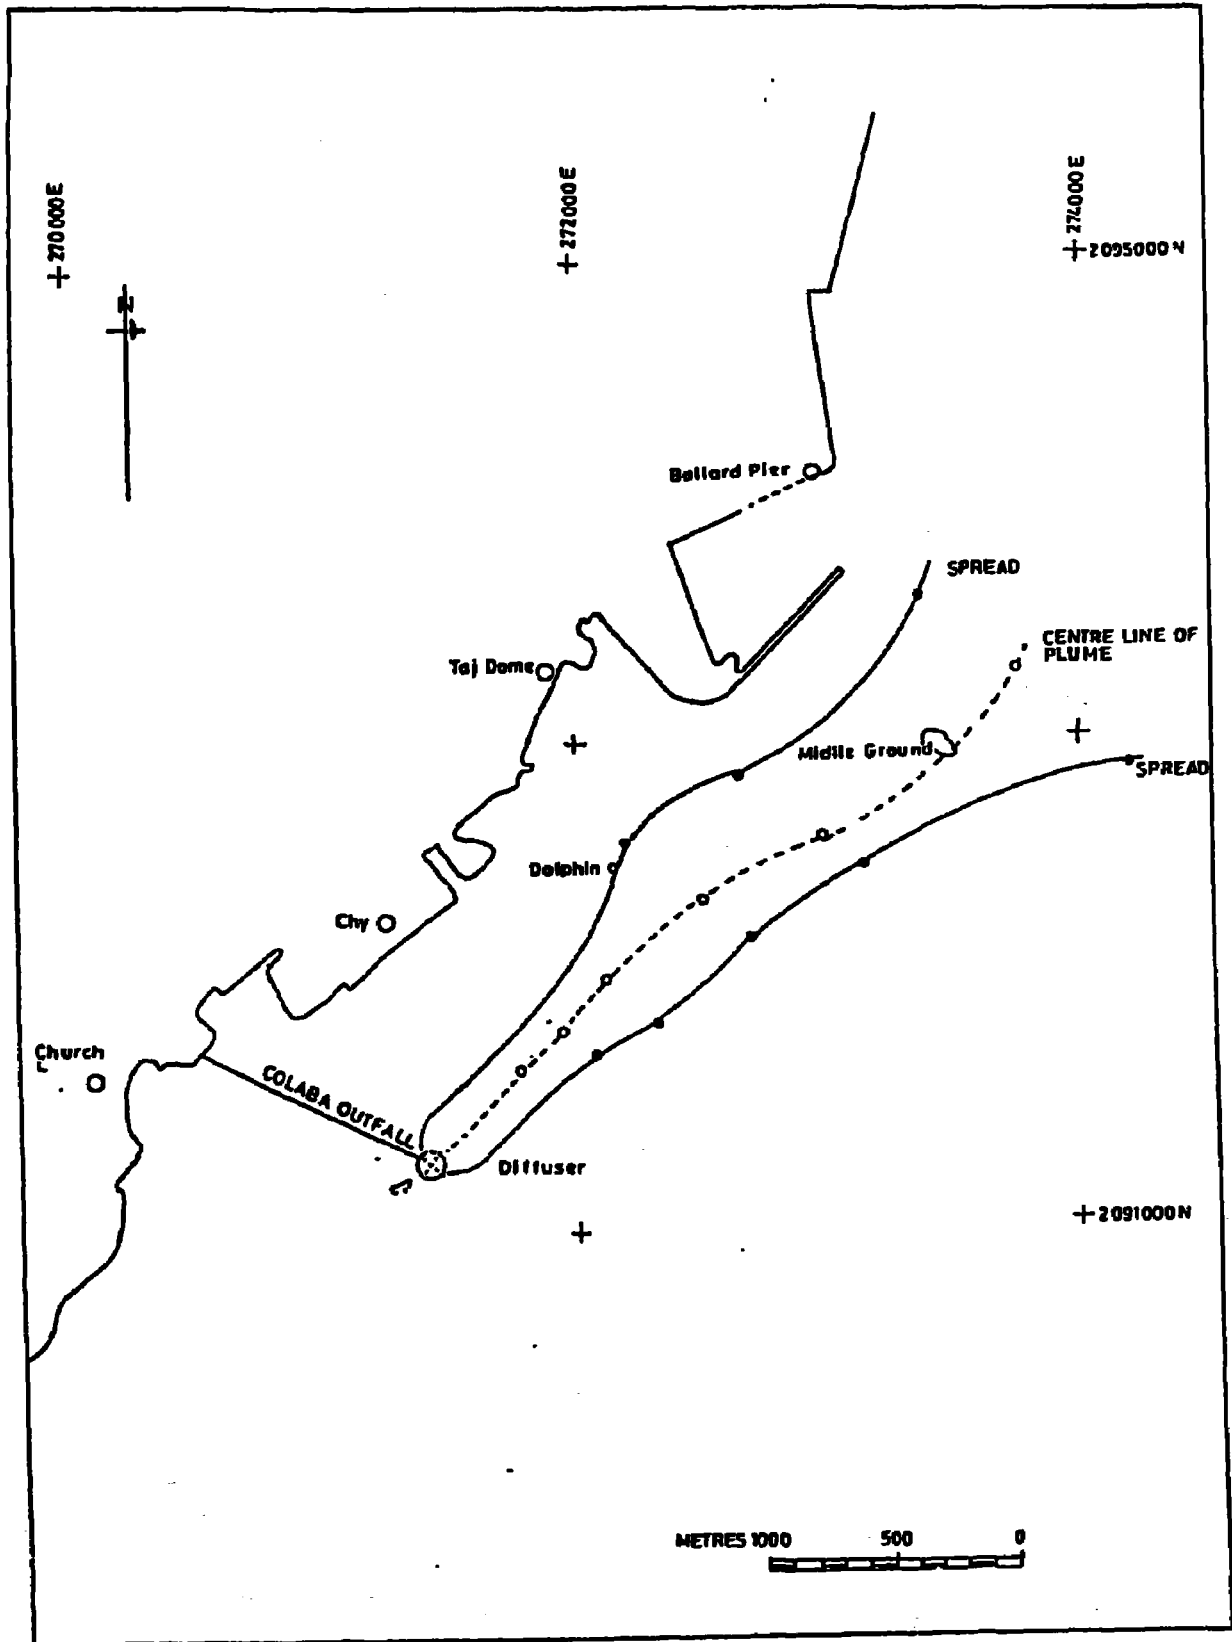 270000E
272000E
274000E
2095000N
N
Ballard Pier
SPREAD
CENTRE LINE OF
PLUME
Taj Dome
Midile Ground
SPREAD
Dolphin
Chy
Church
COLABA OUTFALL
Diffuser
2091000N
METRES 1000 500 0